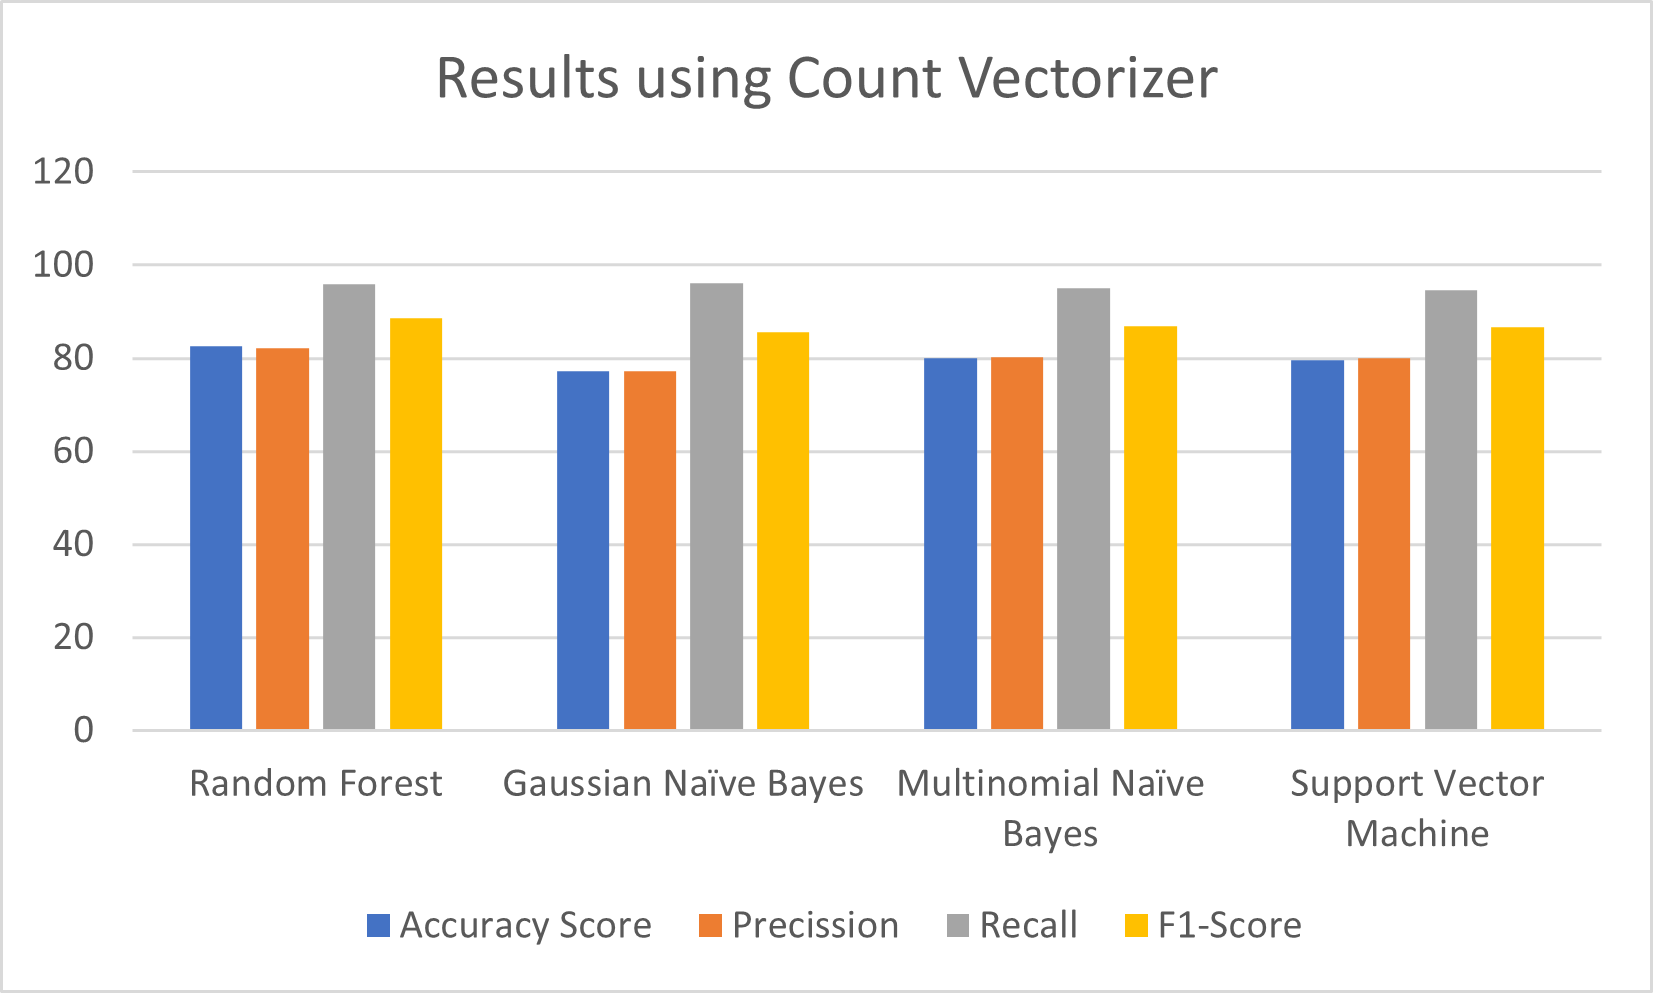 Results using Count Vectorizer
120
100
80
60
40
20
0
Random Forest
Gaussian Naïve Bayes
Multinomial Naïve
Bayes
Support Vector
Machine
Accuracy Score
Precission
Recall
F1-Score